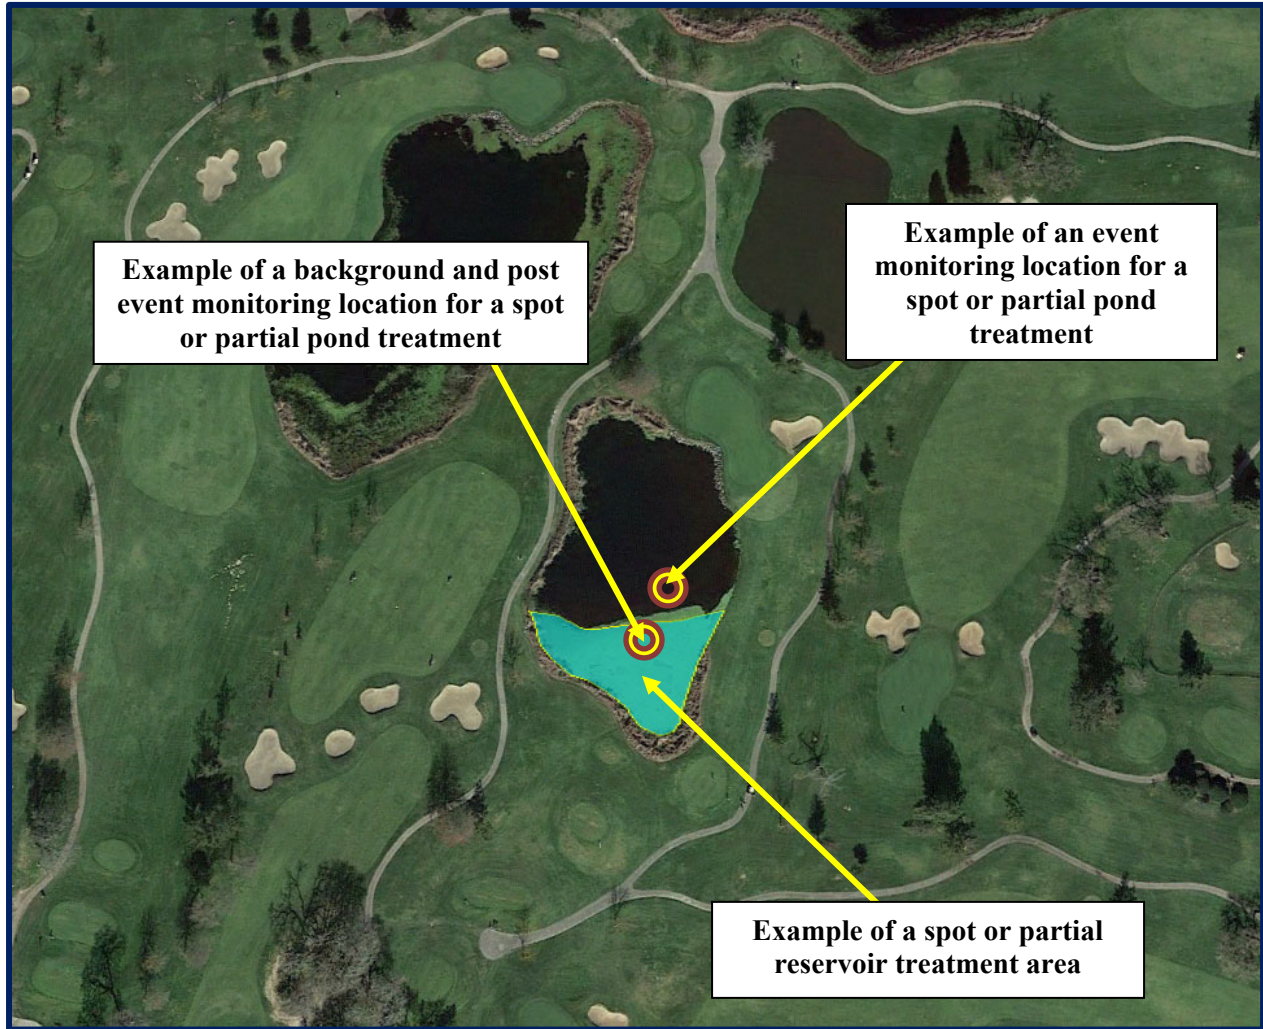 Example of a background and post
event monitoring location for a spot
or partial pond treatment
Example of an event
monitoring location for a
spot or partial pond
treatment
Example of a spot or partial
reservoir treatment area